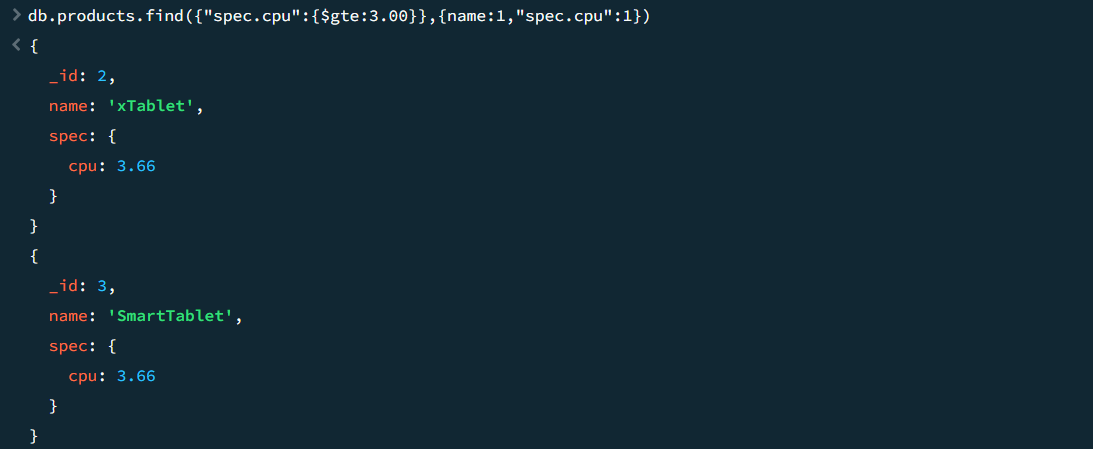 > db.products.find({"spec.cpu":{$gte:3.00}},{name:1,"spec.cpu":1})
< {
_id: 2,
name: 'xTablet',
spec: {
cpu: 3.66
}
}
{
_id: 3,
name: 'SmartTablet',
spec: {
cpu: 3.66
}
}